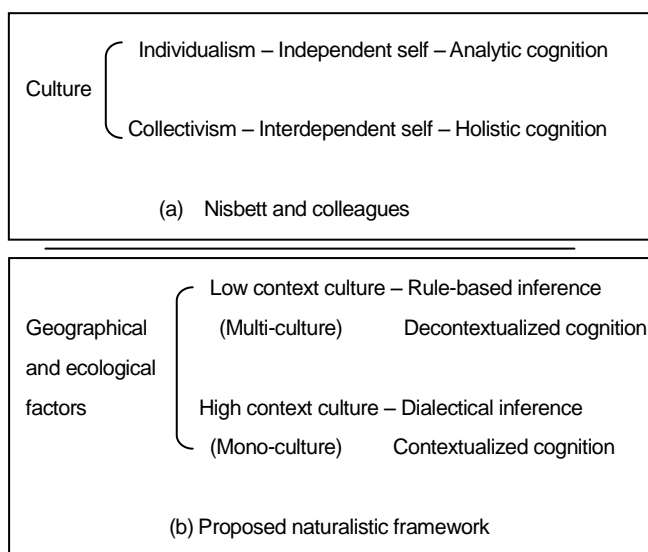 Individualism – Independent self – Analytic cognition
Culture
Collectivism – Interdependent self – Holistic cognition
(a) Nisbett and colleagues
Low context culture – Rule-based inference
Geographical (Multi-culture) Decontextualized cognition
and ecological
factors High context culture – Dialectical inference
(Mono-culture) Contextualized cognition
(b) Proposed naturalistic framework